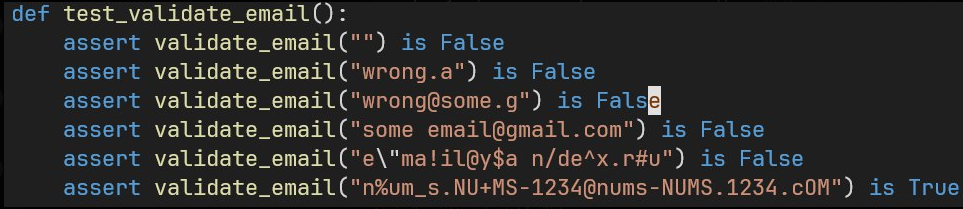 def test_validate_email():
    assert validate_email("") is False
    assert validate_email("wrong.a") is False
    assert validate_email("wrong@some.g") is False
    assert validate_email("some email@gmail.com") is False
    assert validate_email("e\"ma!il@y$a n/de^x.r#u") is False
    assert validate_email("n%um_s.NU+MS-1234@nums-NUMS.1234.cOM") is True